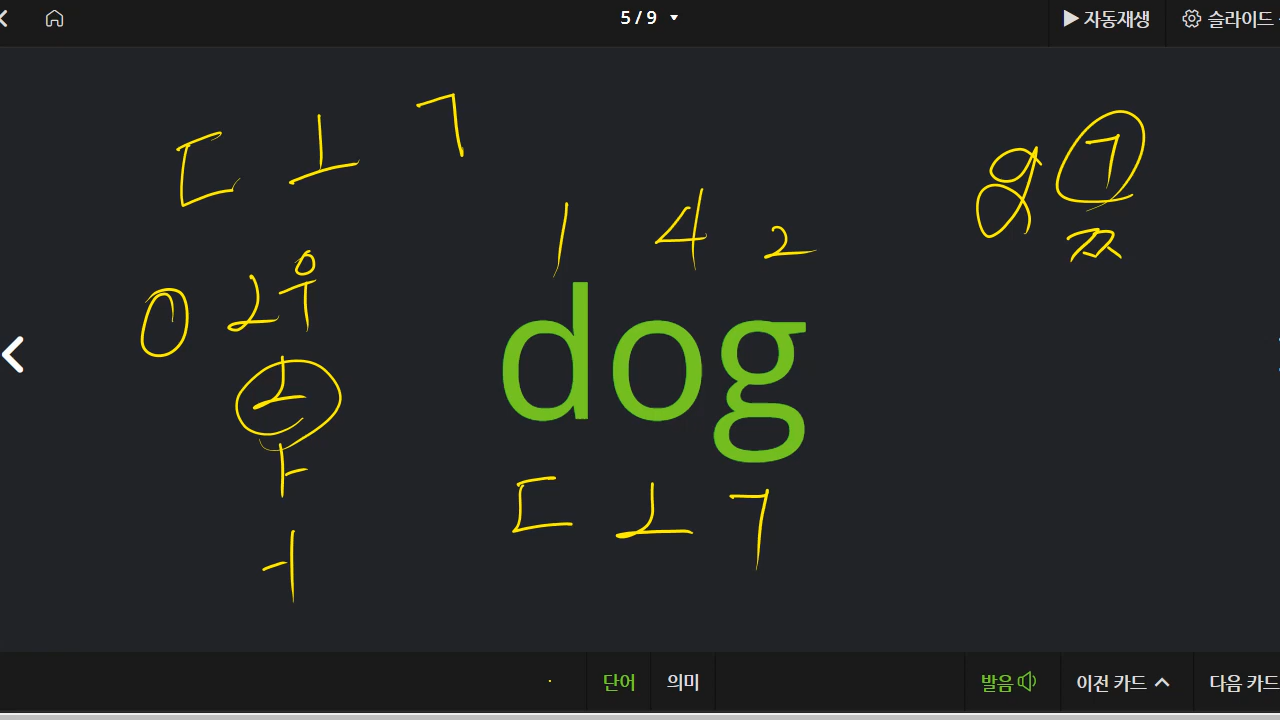 5 / 9
자동재생
슬라이드
ㄷ ㅗ ㄱ
g ㄱ
ㅈ
1 4 2
o 오우
ㅗ
ㅏ
ㅓ
dog
ㄷ ㅗ ㄱ
단어
의미
발음
이전 카드
다음 카드